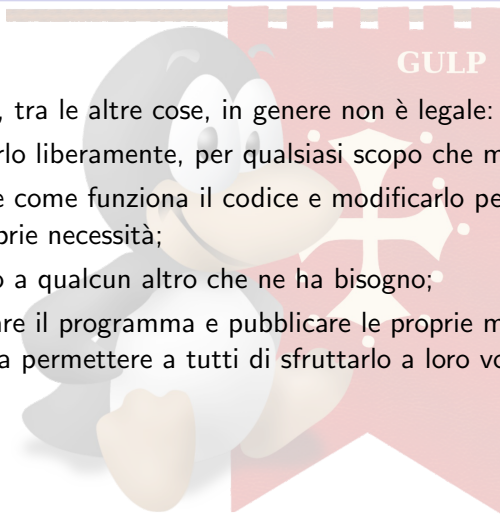 GULP
, tra le altre cose, in genere non è legale:
rlo liberamente, per qualsiasi scopo che m
e come funziona il codice e modificarlo pe
prie necessità;
o a qualcun altro che ne ha bisogno;
are il programma e pubblicare le proprie m
a permettere a tutti di sfruttarlo a loro vo